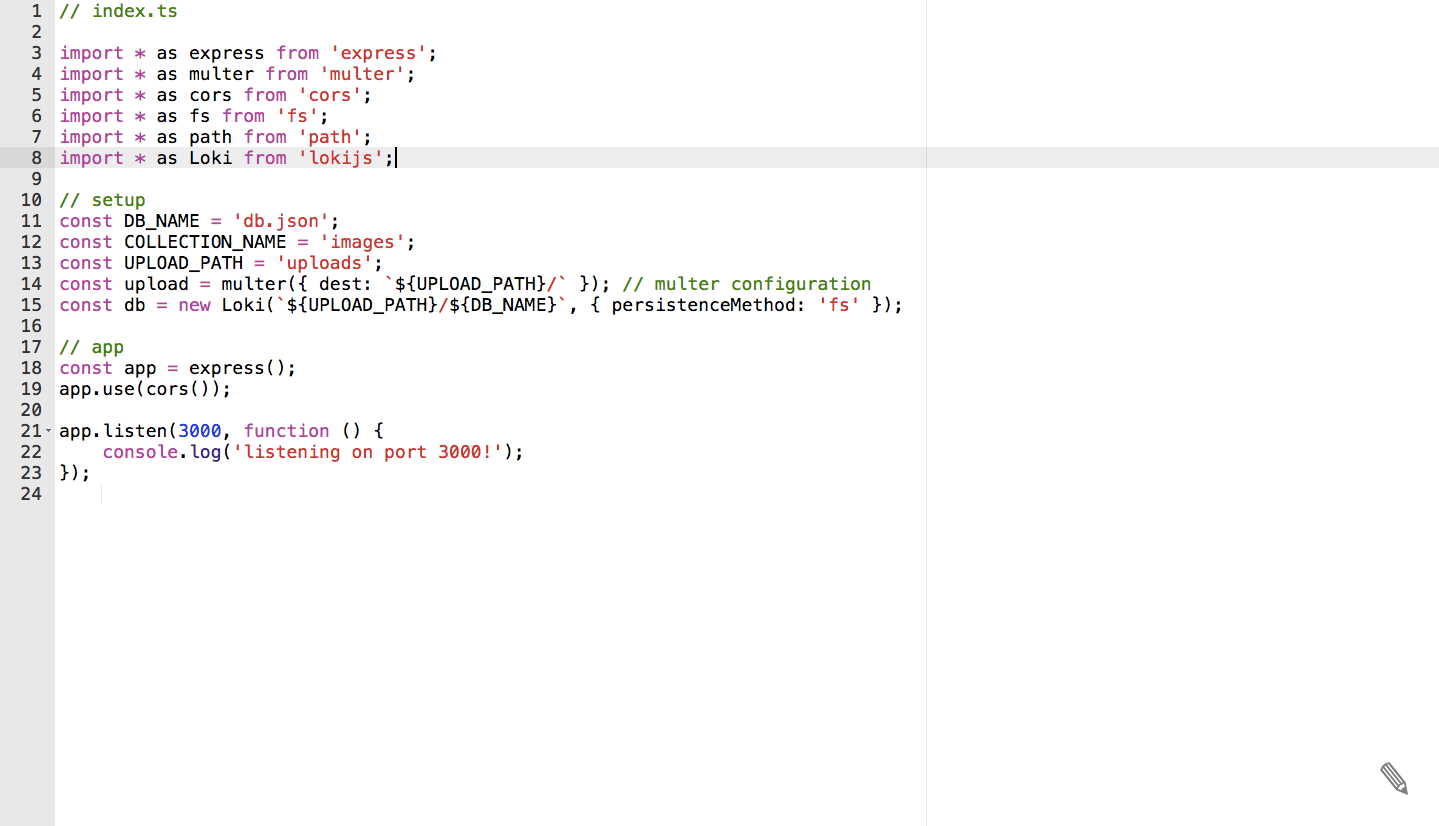 1 // index.ts
2
3 import * as express from 'express';
4 import * as multer from 'multer';
5 import * as cors from 'cors';
6 import * as fs from 'fs';
7 import * as path from 'path';
8 import * as Loki from 'lokijs';
9
10 // setup
11 const DB_NAME = 'db.json';
12 const COLLECTION_NAME = 'images';
13 const UPLOAD_PATH = 'uploads';
14 const upload = multer({ dest: `${UPLOAD_PATH}/` }); // multer configuration
15 const db = new Loki(`${UPLOAD_PATH}/${DB_NAME}`, { persistenceMethod: 'fs' });
16
17 // app
18 const app = express();
19 app.use(cors());
20
21 app.listen(3000, function () {
22     console.log('listening on port 3000!');
23 });
24